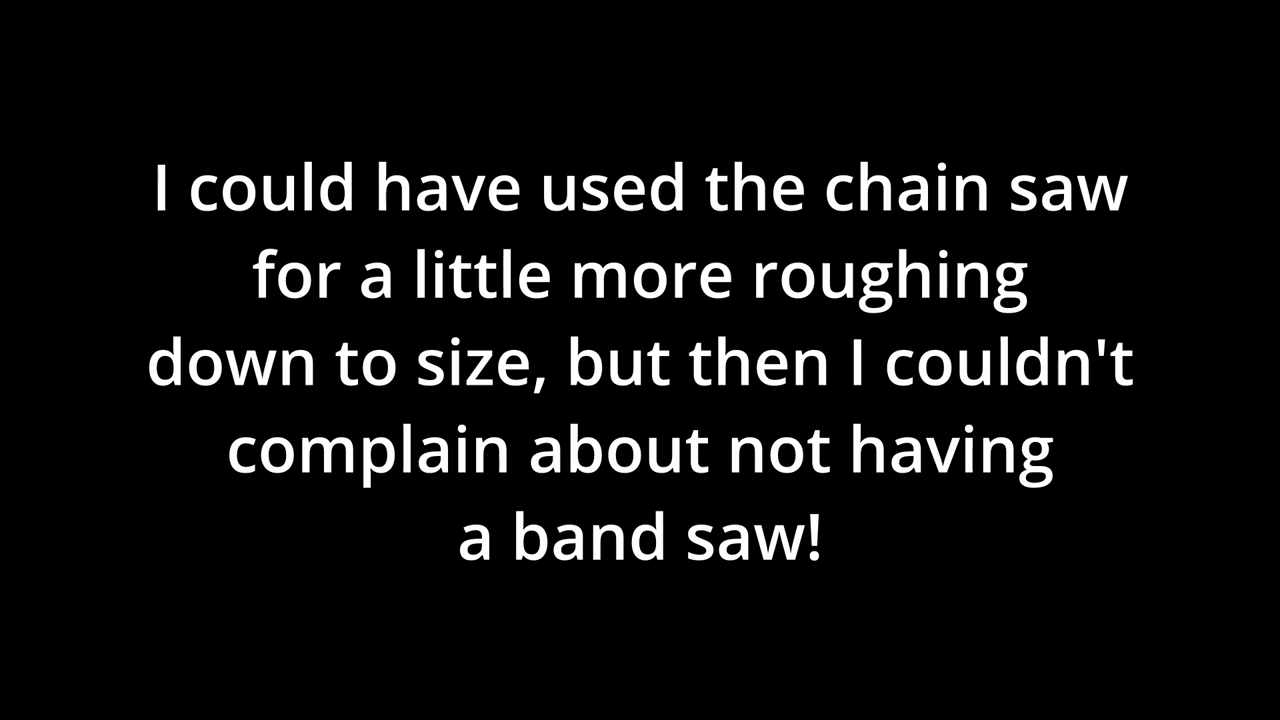 I could have used the chain saw
for a little more roughing
down to size, but then I couldn't
complain about not having
a band saw!